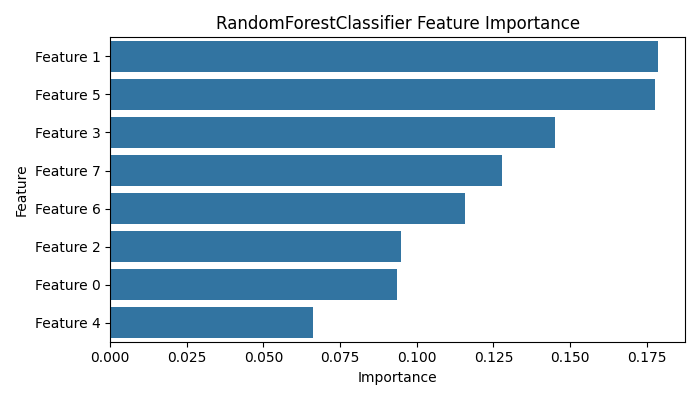 RandomForestClassifier Feature Importance
Feature 1
Feature 5
Feature 3
Feature 7
Feature 6
Feature 2
Feature 0
Feature 4
Feature
0.000 0.025 0.050 0.075 0.100 0.125 0.150 0.175
Importance